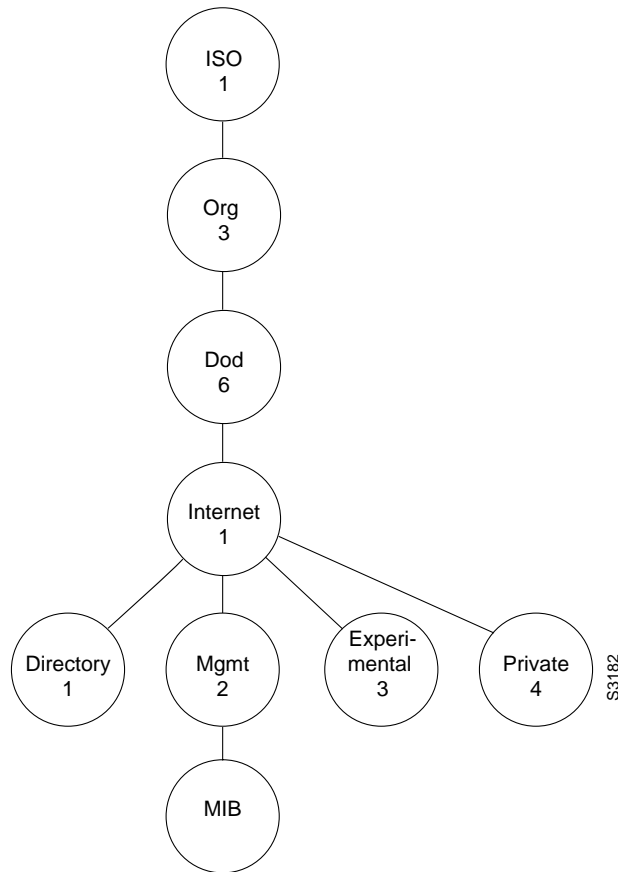 ISO
1
Org
3
Dod
6
Internet
1
Directory
1
Mgmt
2
Experi-
mental
3
Private
4
S3182
MIB